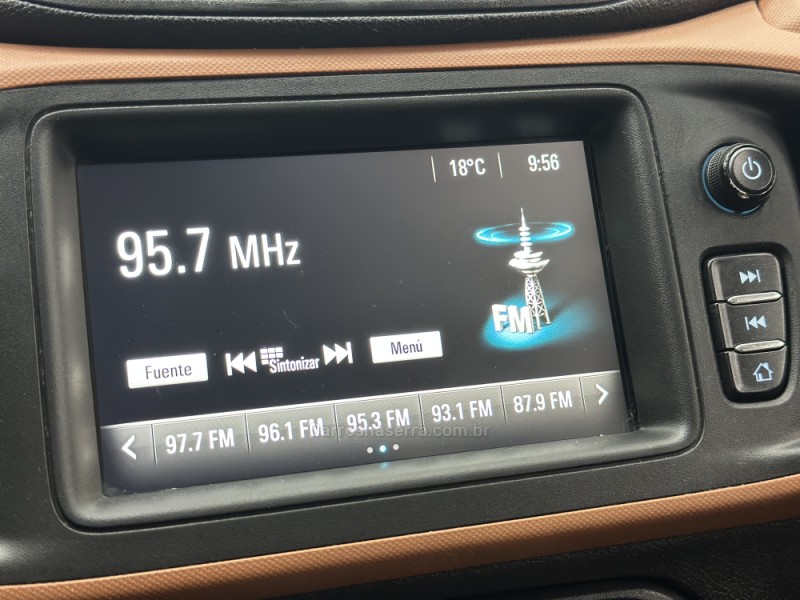 18°C 9:56
95.7 MHz
FM
Fuente Sintonizar Menú
97.7 FM 96.1 FM 95.3 FM 93.1 FM 87.9 FM
carrosnaserra.com.br